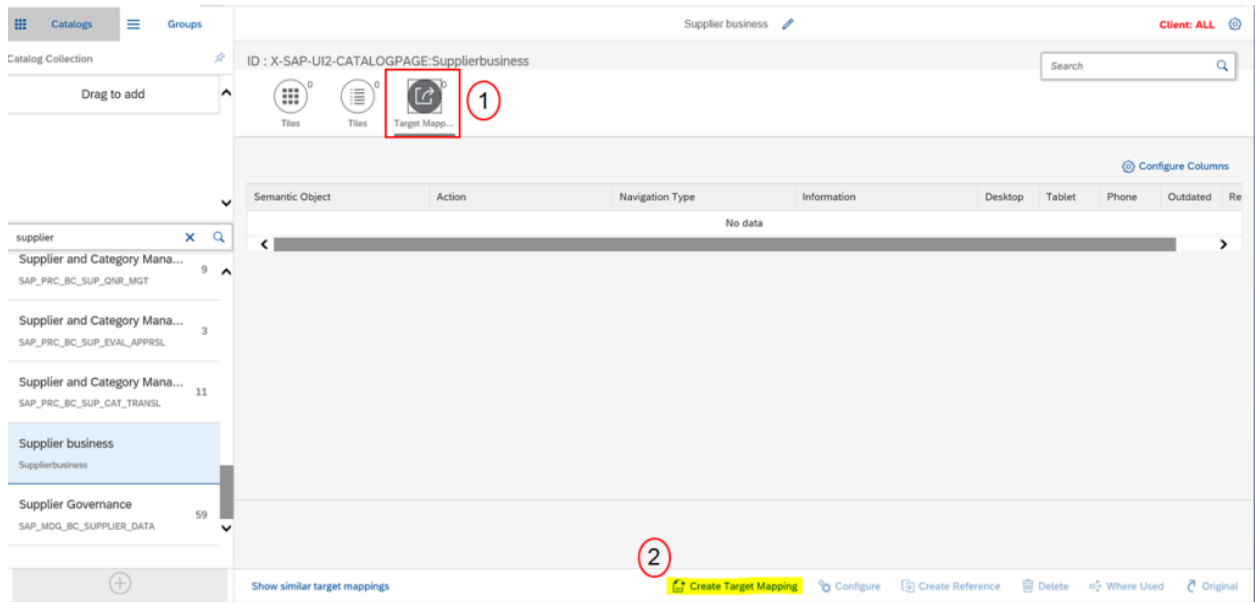 Catalogs
Groups
Supplier business
Client: ALL
Catalog Collection
ID : X-SAP-UI2-CATALOGPAGE:Supplierbusiness
Search
Drag to add
0
0
0
1
Tiles
Tiles
Target Mapp...
Configure Columns
Semantic Object Action Navigation Type Information Desktop Tablet Phone Outdated Re
No data
supplier
Supplier and Category Mana...
9
SAP_PRC_BC_SUP_QNR_MGT
Supplier and Category Mana...
3
SAP_PRC_BC_SUP_EVAL_APPRSL
Supplier and Category Mana...
11
SAP_PRC_BC_SUP_CAT_TRANSL
Supplier business
Supplierbusiness
Supplier Governance
59
SAP_MDG_BC_SUPPLIER_DATA
2
Show similar target mappings
Create Target Mapping
Configure
Create Reference
Delete
Where Used
Original